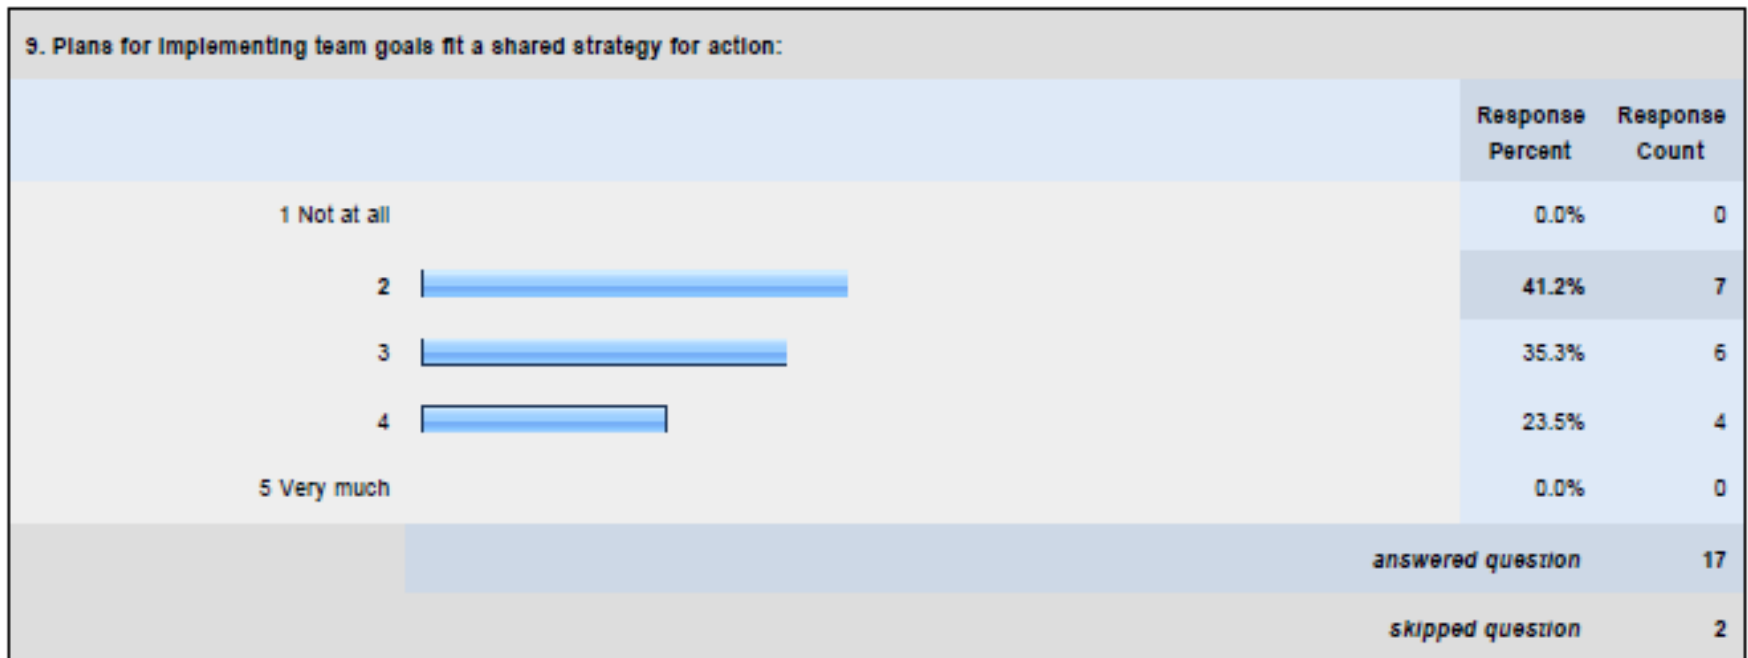 9. Plans for implementing team goals fit a shared strategy for action:
Response Percent
Response Count
1 Not at all 0.0% 0
2 41.2% 7
3 35.3% 6
4 23.5% 4
5 Very much 0.0% 0
answered question 17
skipped question 2